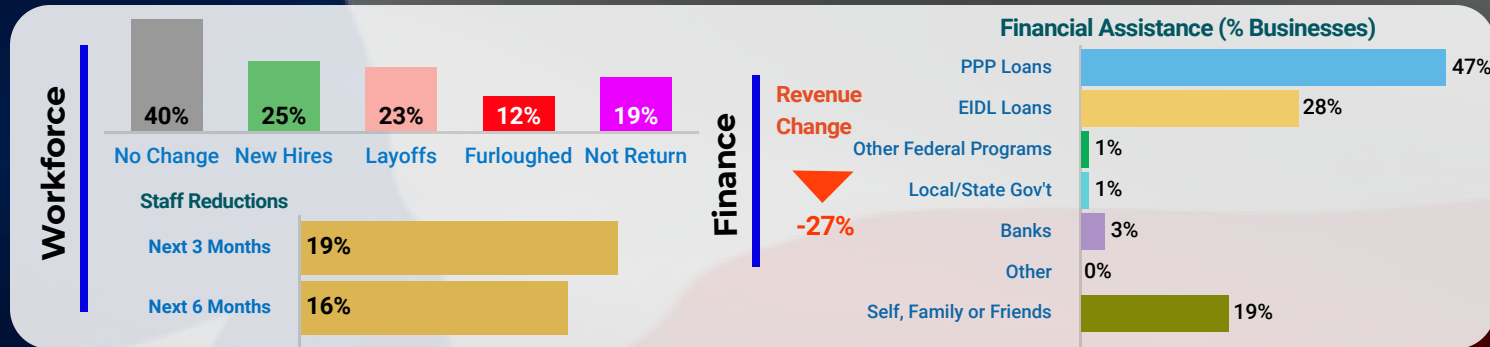 Workforce
40%
25%
23%
12%
19%
No Change
New Hires
Layoffs
Furloughed
Not Return
Staff Reductions
Next 3 Months
19%
Next 6 Months
16%
Finance
Revenue
Change
-27%
Financial Assistance (% Businesses)
PPP Loans
47%
EIDL Loans
28%
Other Federal Programs
1%
Local/State Gov't
1%
Banks
3%
Other
0%
Self, Family or Friends
19%